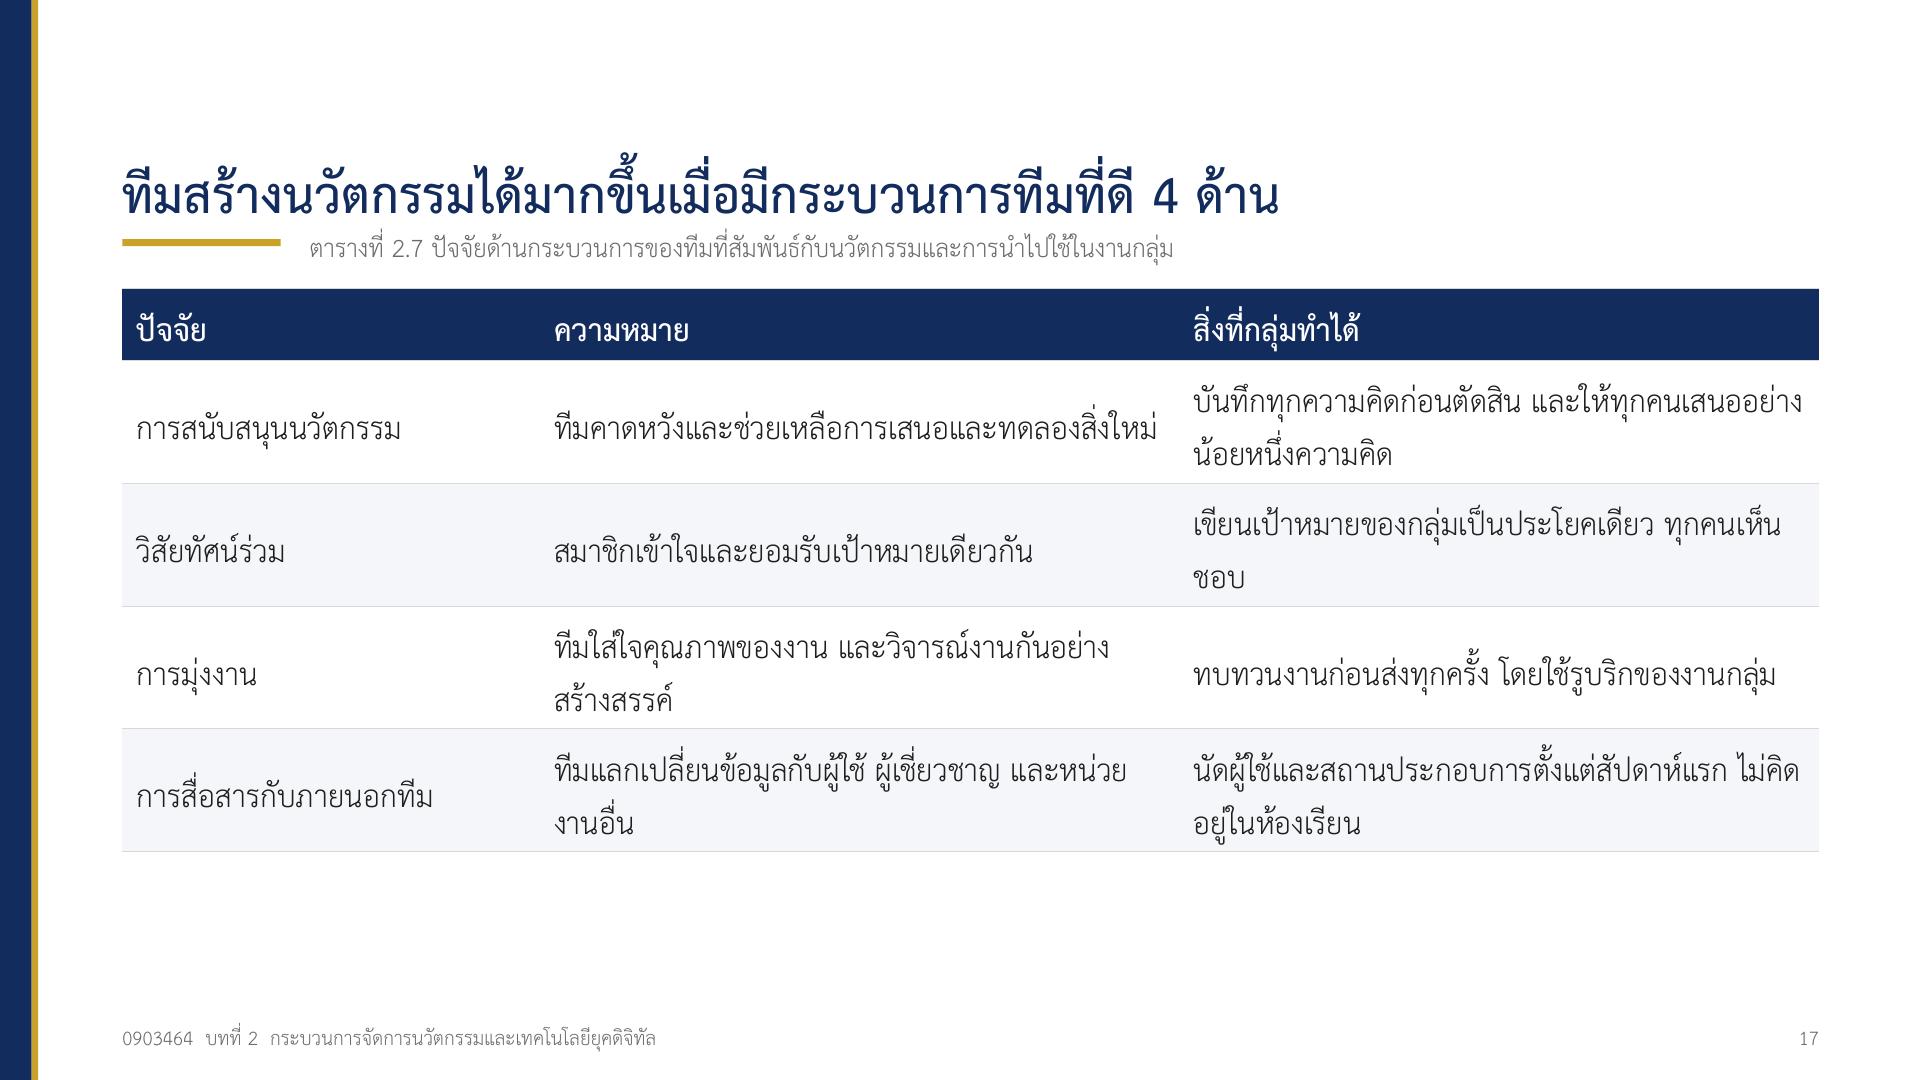 ทีมสร้างนวัตกรรมได้มากขึ้นเมื่อมีกระบวนการทีมที่ดี 4 ด้าน
ตารางที่ 2.7 ปัจจัยด้านกระบวนการของทีมที่สัมพันธ์กับนวัตกรรมและการนำไปใช้ในงานกลุ่ม
ปัจจัย ความหมาย สิ่งที่กลุ่มทำได้
การสนับสนุนนวัตกรรม
ทีมคาดหวังและช่วยเหลือการเสนอและทดลองสิ่งใหม่
บันทึกทุกความคิดก่อนตัดสิน และให้ทุกคนเสนออย่าง
น้อยหนึ่งความคิด
วิสัยทัศน์ร่วม
สมาชิกเข้าใจและยอมรับเป้าหมายเดียวกัน
เขียนเป้าหมายของกลุ่มเป็นประโยคเดียว ทุกคนเห็น
ชอบ
การมุ่งงาน
ทีมใส่ใจคุณภาพของงาน และวิจารณ์งานกันอย่าง
สร้างสรรค์
ทบทวนงานก่อนส่งทุกครั้ง โดยใช้รูบริกของงานกลุ่ม
การสื่อสารกับภายนอกทีม
ทีมแลกเปลี่ยนข้อมูลกับผู้ใช้ ผู้เชี่ยวชาญ และหน่วย
งานอื่น
นัดผู้ใช้และสถานประกอบการตั้งแต่สัปดาห์แรก ไม่คิด
อยู่ในห้องเรียน
0903464 บทที่ 2 กระบวนการจัดการนวัตกรรมและเทคโนโลยียุคดิจิทัล
17